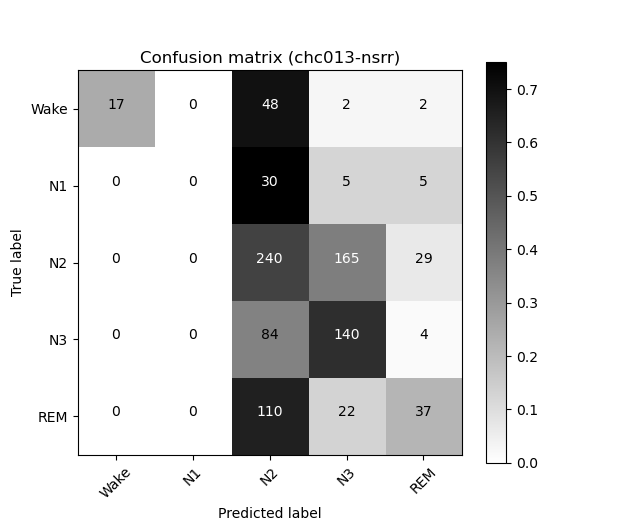 Confusion matrix (chc013-nsrr)
Wake 17 0 48 2 2
N1 0 0 30 5 5
N2 0 0 240 165 29
N3 0 0 84 140 4
REM 0 0 110 22 37
Wake N1 N2 N3 REM
Predicted label
True label
0.7
0.6
0.5
0.4
0.3
0.2
0.1
0.0